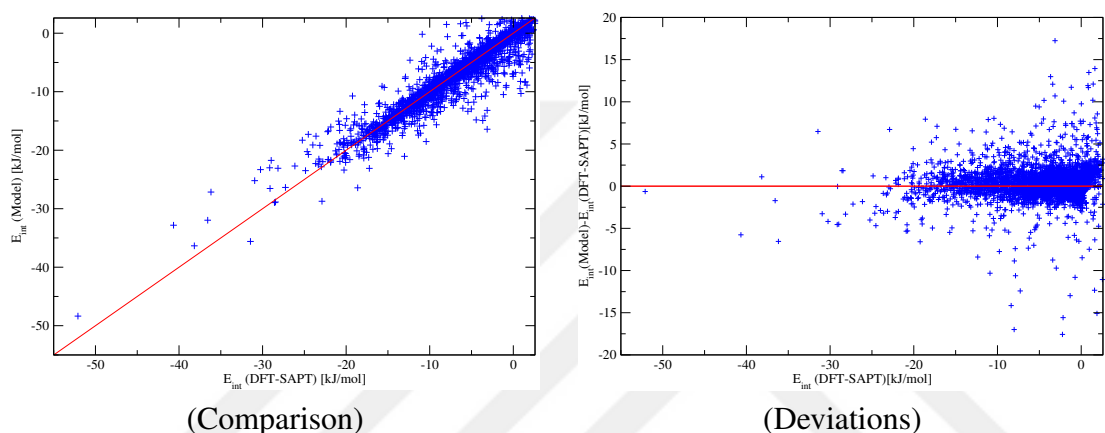 0
-10
-20
-30
-40
-50
E_int (Model) [kJ/mol]
-50 -40 -30 -20 -10 0
E_int (DFT-SAPT) [kJ/mol]
(Comparison)
20
15
10
5
0
-5
-10
-15
-20
E_int(Model)-E_int(DFT-SAPT)[kJ/mol]
-50 -40 -30 -20 -10 0
E_int (DFT-SAPT)[kJ/mol]
(Deviations)